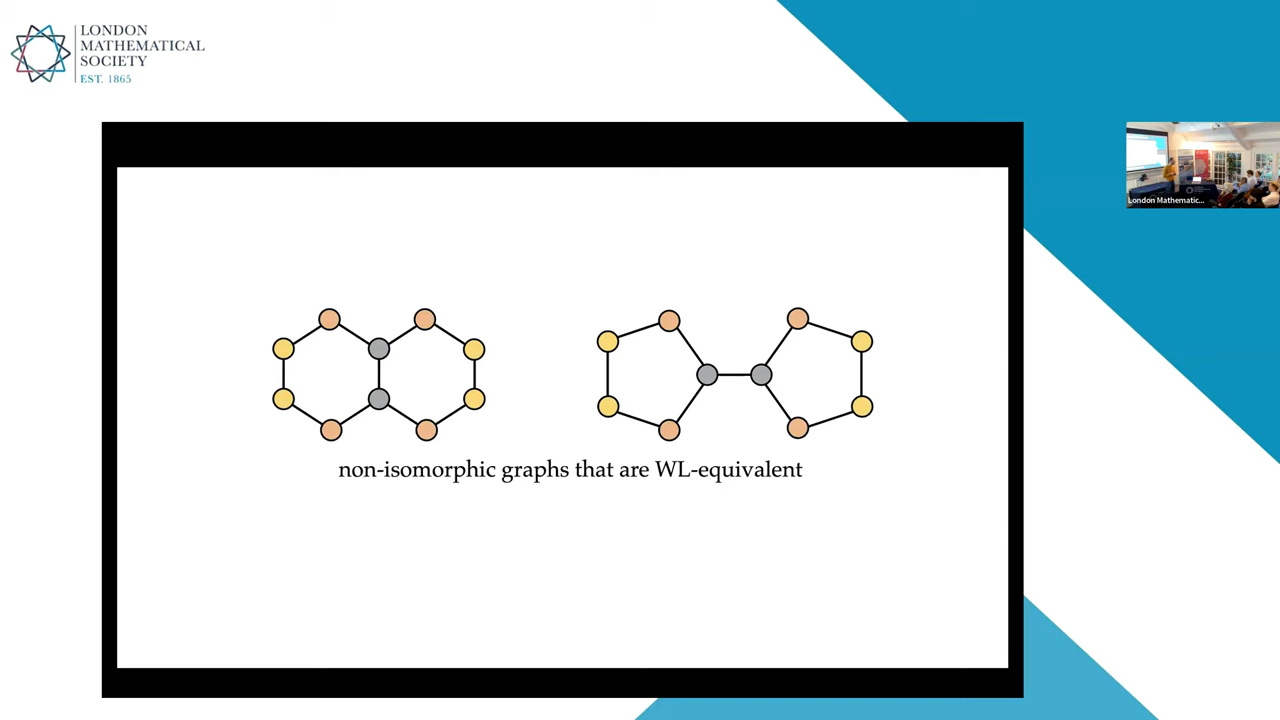 LONDON
MATHEMATICAL
SOCIETY
EST. 1865
London Mathematic...
non-isomorphic graphs that are WL-equivalent